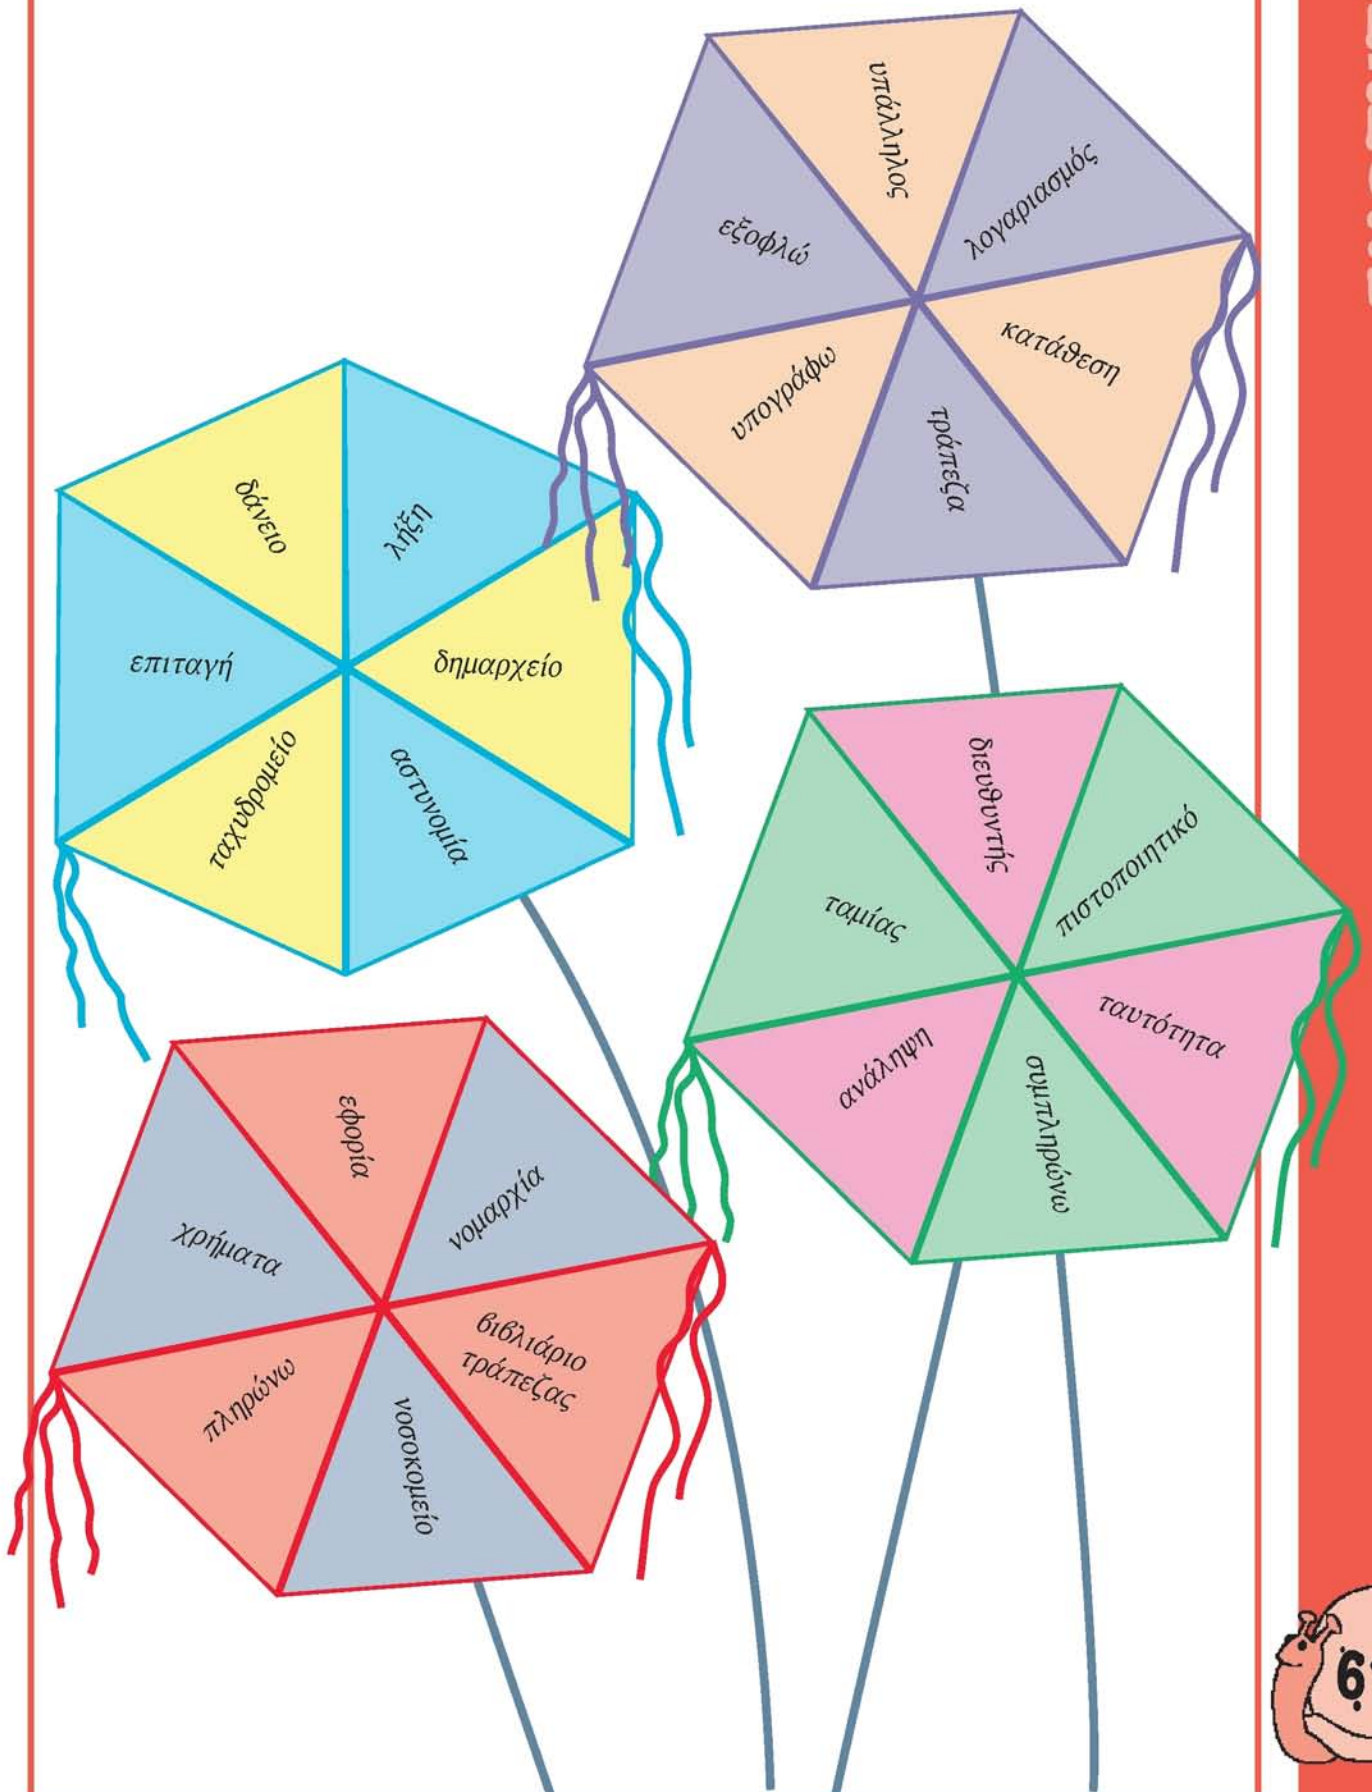 υπάλληλος
λογαριασμός
κατάθεση
τράπεζα
υπογράφω
εξοφλώ
δάνειο
λήξη
δημαρχείο
αστυνομία
ταχυδρομείο
επιταγή
διευθυντής
πιστοποιητικό
ταυτότητα
συμπληρώνω
ανάληψη
ταμίας
εφορία
νομαρχία
βιβλιάριο
τράπεζας
νοσοκομείο
πληρώνω
χρήματα